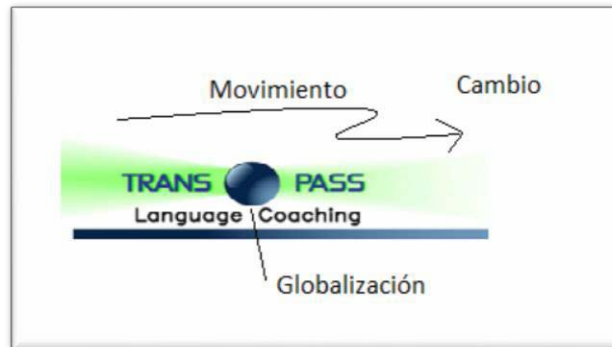 Movimiento
Cambio
TRANS PASS
Language Coaching
Globalización